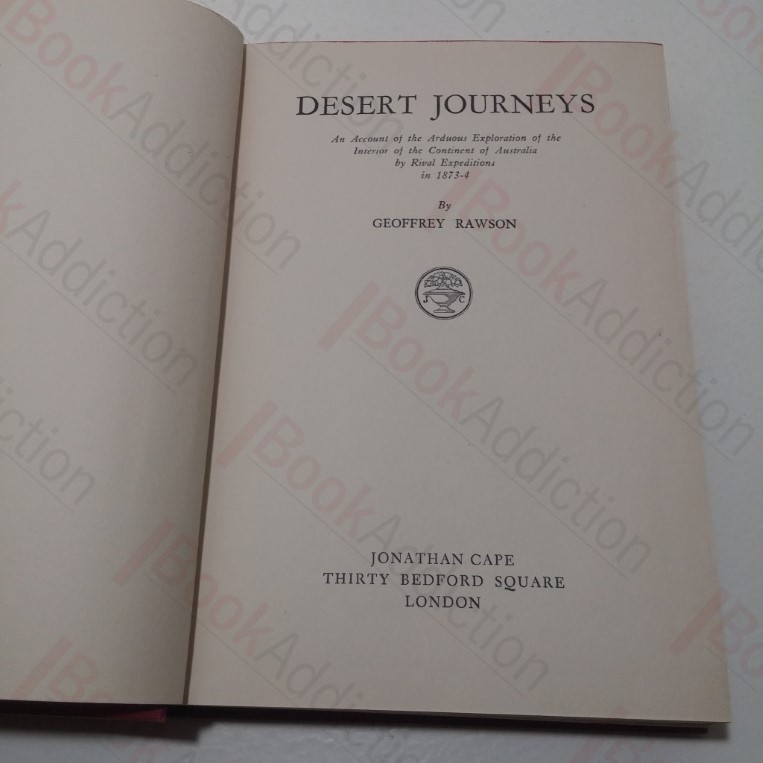 DESERT JOURNEYS
An Account of the Arduous Exploration of the
Interior of the Continent of Australia
by Rival Expeditions
in 1873-4
By
GEOFFREY RAWSON
J C
JONATHAN CAPE
THIRTY BEDFORD SQUARE
LONDON
BookAddiction